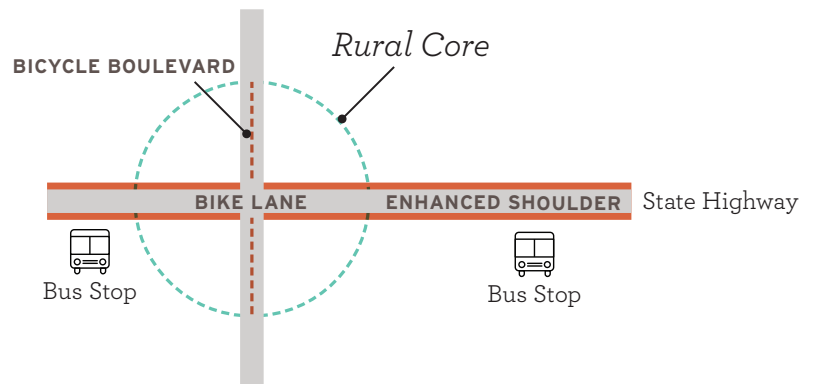 Rural Core
BICYCLE BOULEVARD
BIKE LANE
ENHANCED SHOULDER
State Highway
Bus Stop
Bus Stop